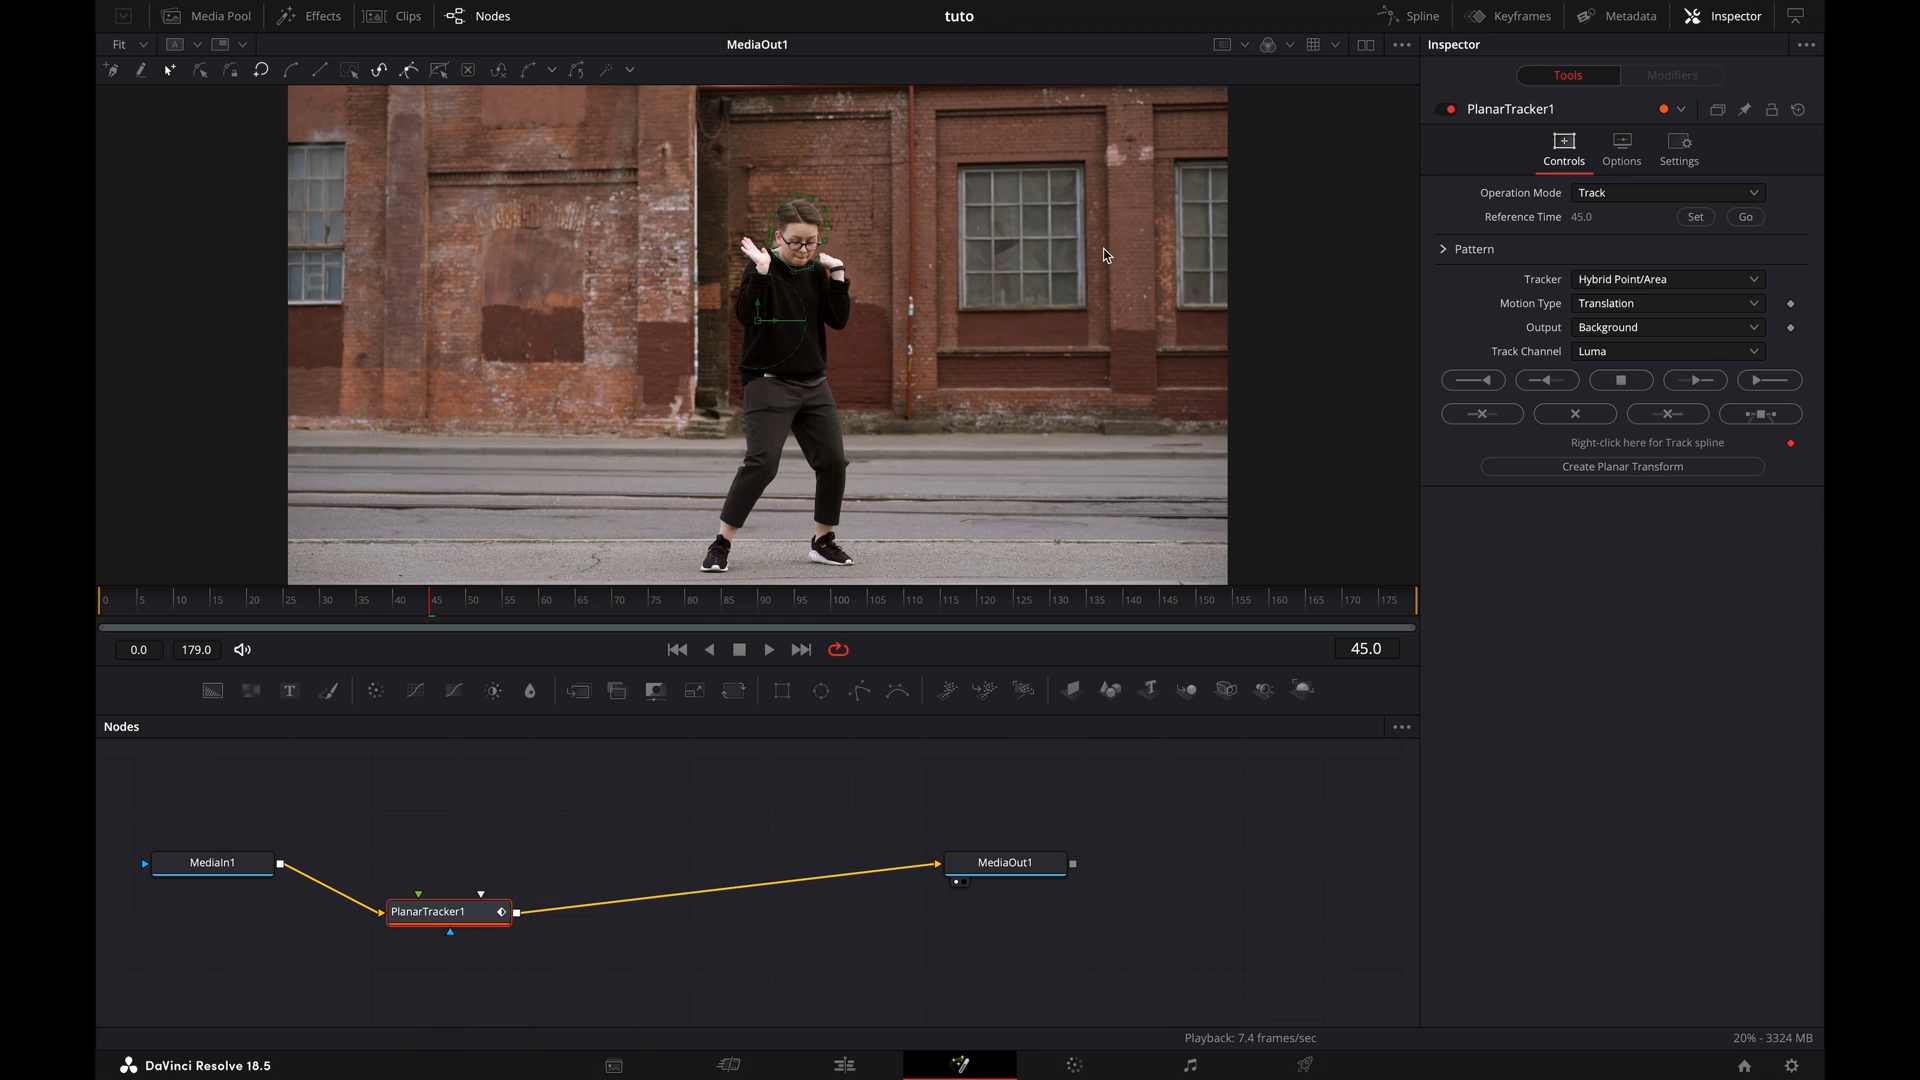 Media Pool
Effects
Clips
Nodes
tuto
Spline
Keyframes
Metadata
Inspector
Fit
A
MediaOut1
Inspector
Tools
Modifiers
PlanarTracker1
Controls
Options
Settings
Operation Mode
Track
Reference Time
45.0
Set
Go
Pattern
Tracker
Hybrid Point/Area
Motion Type
Translation
Output
Background
Track Channel
Luma
Right-click here for Track spline
Create Planar Transform
0 5 10 15 20 25 30 35 40 45 50 55 60 65 70 75 80 85 90 95 100 105 110 115 120 125 130 135 140 145 150 155 160 165 170 175
0.0
179.0
45.0
T
T
Nodes
MediaIn1
PlanarTracker1
MediaOut1
Playback: 7.4 frames/sec
20% - 3324 MB
DaVinci Resolve 18.5